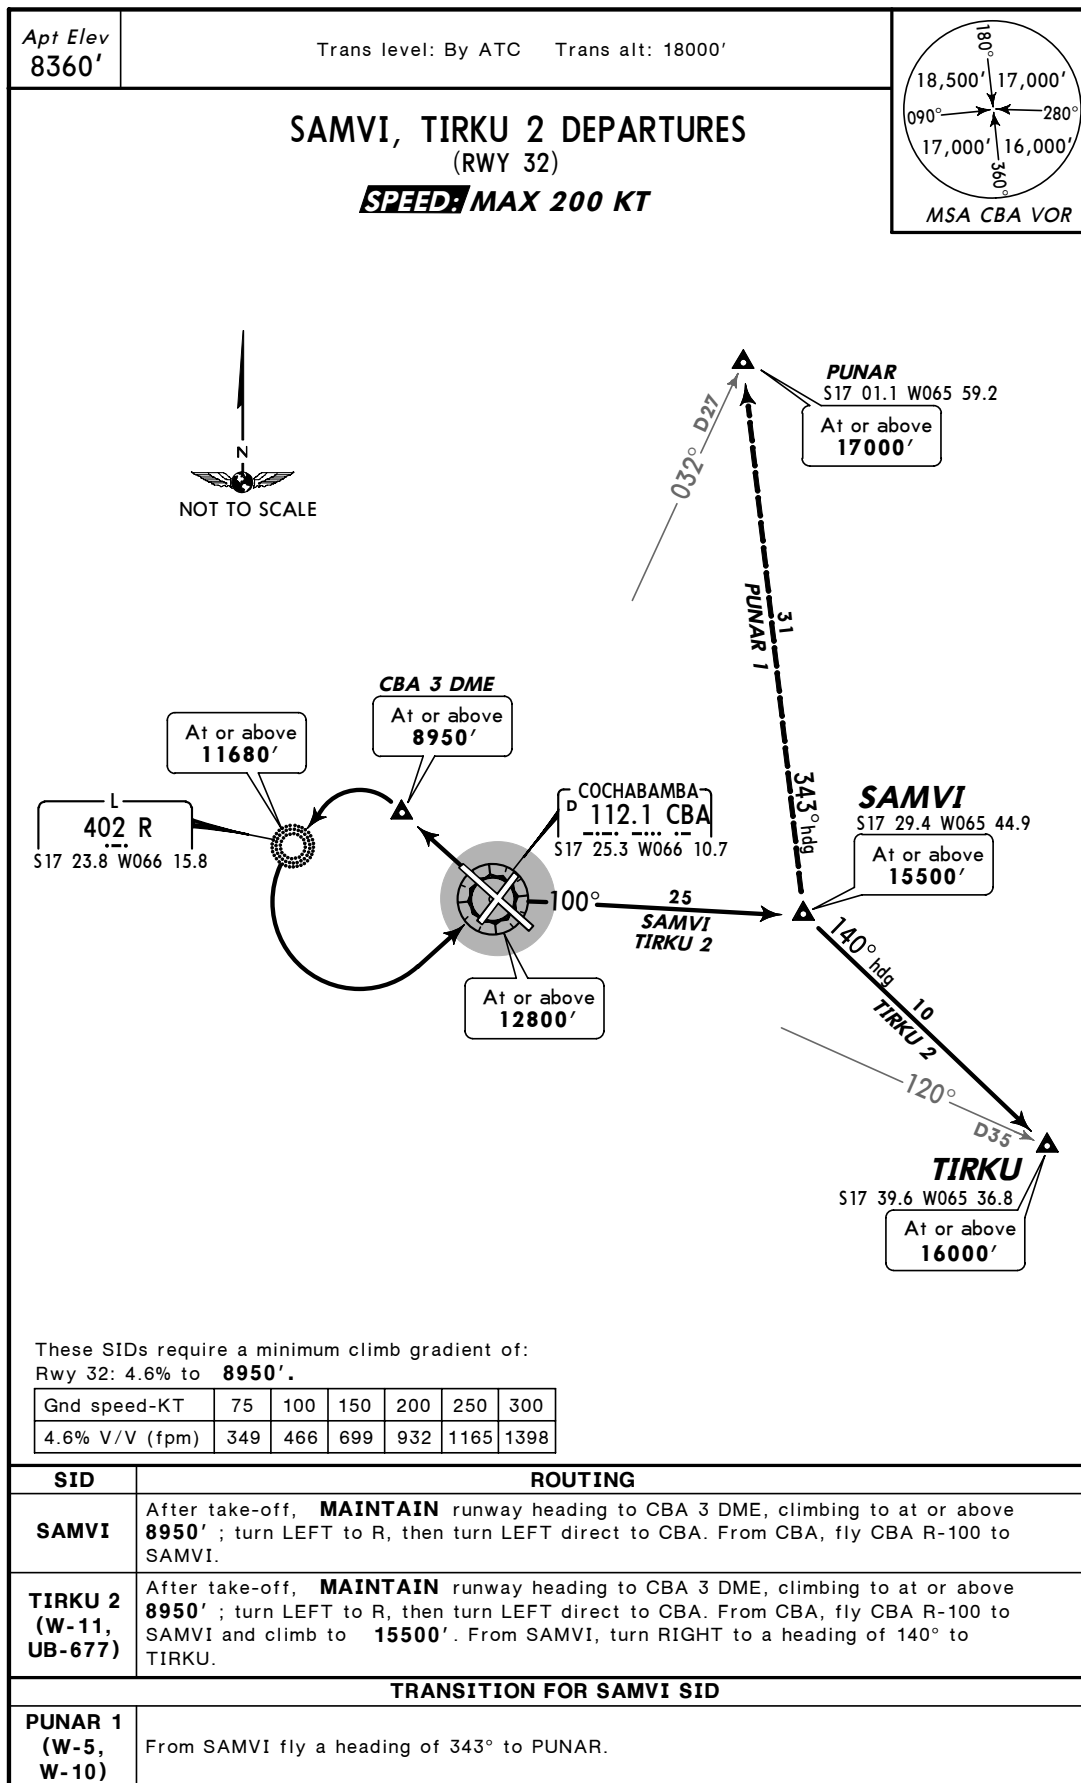 Apt Elev
8360'
Trans level: By ATC Trans alt: 18000'
180°
18,500' 17,000'
090° 280°
17,000' 16,000'
360°
MSA CBA VOR
SAMVI, TIRKU 2 DEPARTURES
(RWY 32)
SPEED: MAX 200 KT
N
NOT TO SCALE
PUNAR
S17 01.1 W065 59.2
At or above
17000'
032° D27
31
PUNAR 1
343° hdg
CBA 3 DME
At or above
8950'
At or above
11680'
L
402 R
S17 23.8 W066 15.8
COCHABAMBA
D 112.1 CBA
S17 25.3 W066 10.7
SAMVI
S17 29.4 W065 44.9
At or above
15500'
100° 25
SAMVI
TIRKU 2
At or above
12800'
140° hdg
10
TIRKU 2
120° D35
TIRKU
S17 39.6 W065 36.8
At or above
16000'
These SIDs require a minimum climb gradient of:
Rwy 32: 4.6% to 8950'.
Gnd speed-KT 75 100 150 200 250 300
4.6% V/V (fpm) 349 466 699 932 1165 1398
SID ROUTING
SAMVI
After take-off, MAINTAIN runway heading to CBA 3 DME, climbing to at or above
8950' ; turn LEFT to R, then turn LEFT direct to CBA. From CBA, fly CBA R-100 to
SAMVI.
TIRKU 2
(W-11,
UB-677)
After take-off, MAINTAIN runway heading to CBA 3 DME, climbing to at or above
8950' ; turn LEFT to R, then turn LEFT direct to CBA. From CBA, fly CBA R-100 to
SAMVI and climb to 15500'. From SAMVI, turn RIGHT to a heading of 140° to
TIRKU.
TRANSITION FOR SAMVI SID
PUNAR 1
(W-5,
W-10)
From SAMVI fly a heading of 343° to PUNAR.